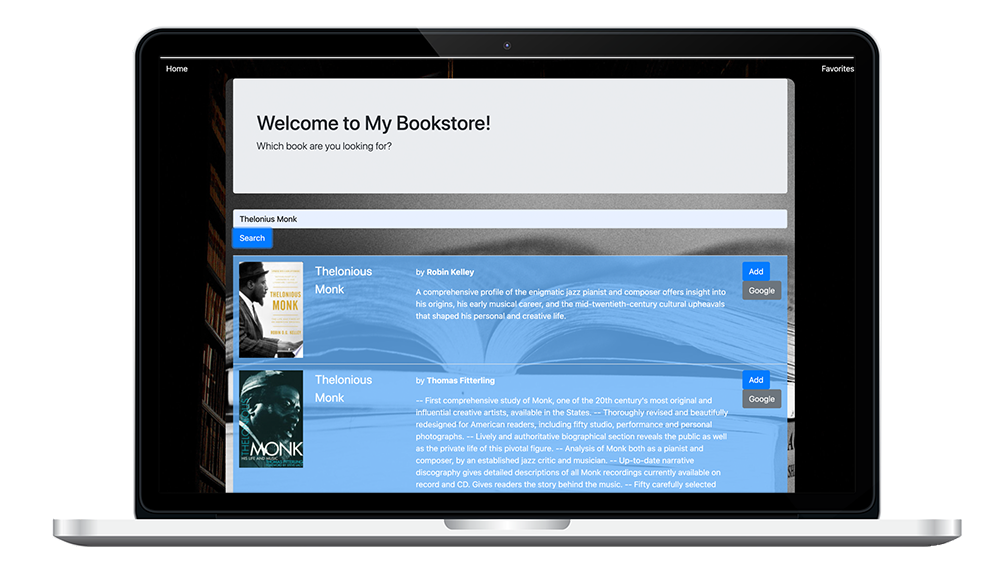 Home
Favorites
Welcome to My Bookstore!
Which book are you looking for?
Thelonius Monk
Search
THELONIOUS
MONK
Thelonious
Monk
by Robin Kelley
A comprehensive profile of the enigmatic jazz pianist and composer offers insight into
his origins, his early musical career, and the mid-twentieth-century cultural upheavals
that shaped his personal and creative life.
Add
Google
THELONIOUS
MONK
HIS LIFE AND MUSIC
Thelonious
Monk
by Thomas Fitterling
-- First comprehensive study of Monk, one of the 20th century's most original and
influential creative artists, available in the States. -- Thoroughly revised and beautifully
redesigned for American readers, including fifty studio, performance and personal
photographs. -- Lively and authoritative biographical section reveals the public as well
as the private life of this pivotal figure. -- Analysis of Monk both as a pianist and
composer, by an established jazz critic and musician. -- Up-to-date narrative
discography gives detailed descriptions of all Monk recordings currently available on
record and CD. Gives readers the story behind the music. -- Fifty carefully selected
Add
Google